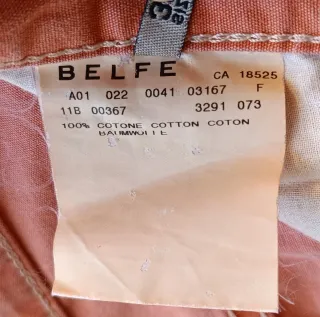 BELFE CA 18525
A01 022 0041 03167 F
11B 00367 3291 073
100% COTONE COTTON COTON
BAUMWOLLE